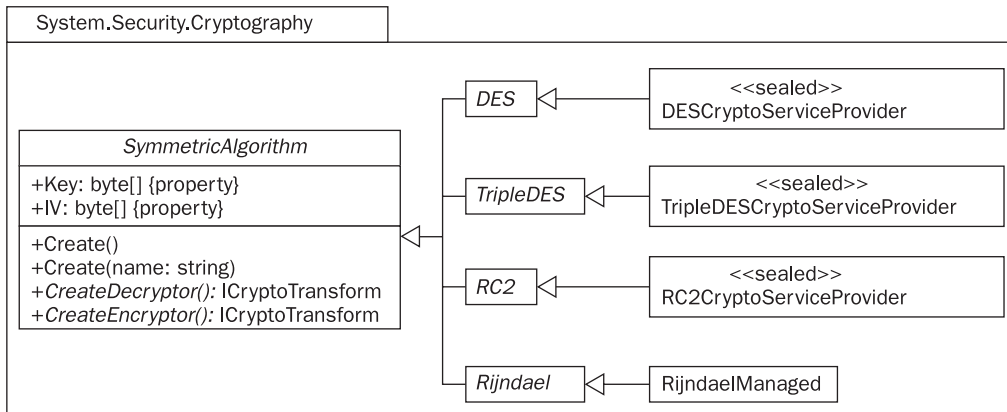 System.Security.Cryptography
SymmetricAlgorithm
+Key: byte[] {property}
+IV: byte[] {property}
+Create()
+Create(name: string)
+CreateDecryptor(): ICryptoTransform
+CreateEncryptor(): ICryptoTransform
DES
<<sealed>>
DESCryptoServiceProvider
TripleDES
<<sealed>>
TripleDESCryptoServiceProvider
RC2
<<sealed>>
RC2CryptoServiceProvider
Rijndael
RijndaelManaged